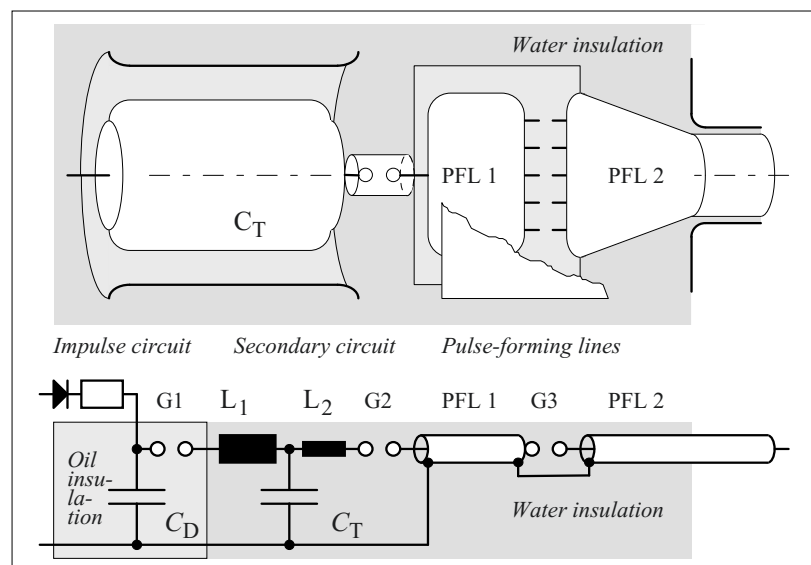 Water insulation
PFL 1
PFL 2
C_T
Impulse circuit
Secondary circuit
Pulse-forming lines
G1
L_1
L_2
G2
PFL 1
G3
PFL 2
Oil
insu-
la-
tion
C_D
C_T
Water insulation